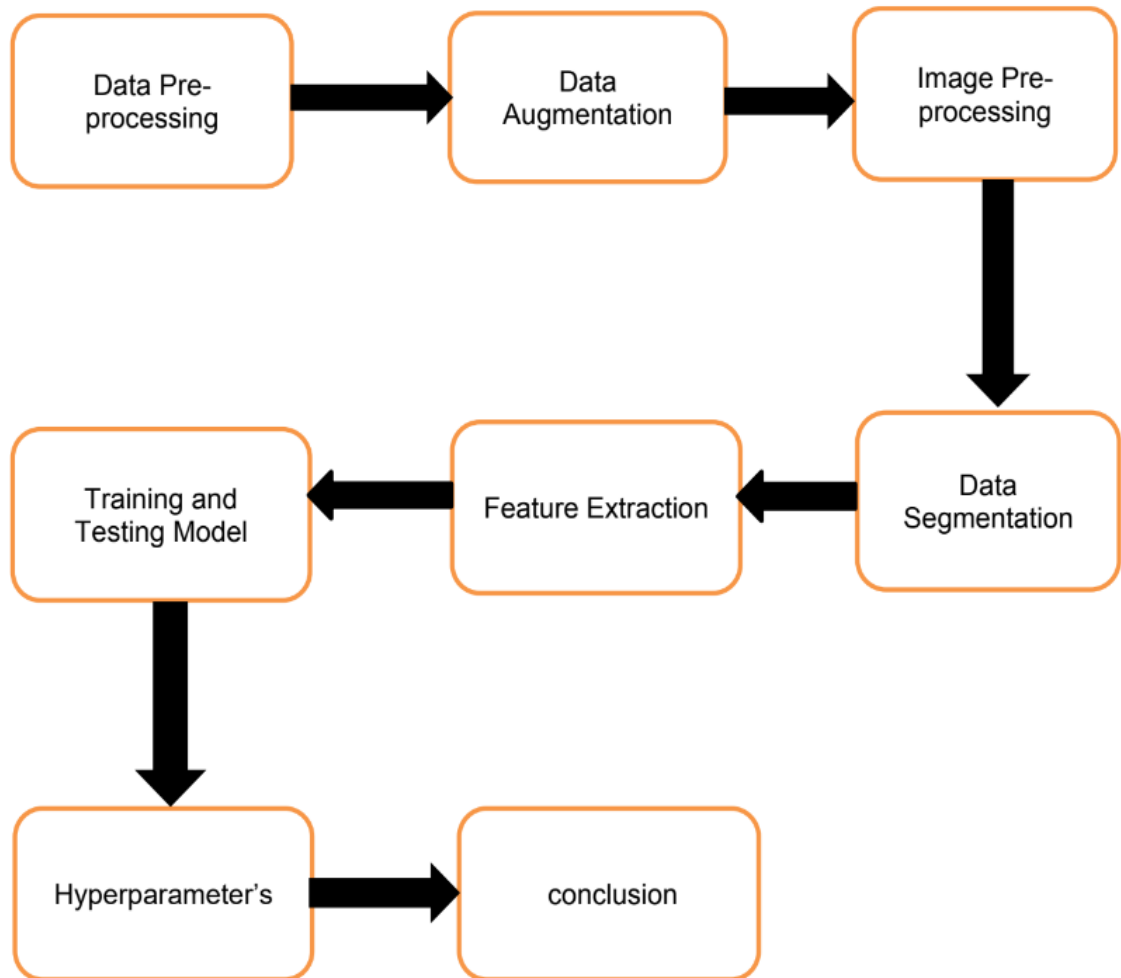 Data Pre-
processing
Data
Augmentation
Image Pre-
processing
Data
Segmentation
Feature Extraction
Training and
Testing Model
Hyperparameter’s
conclusion